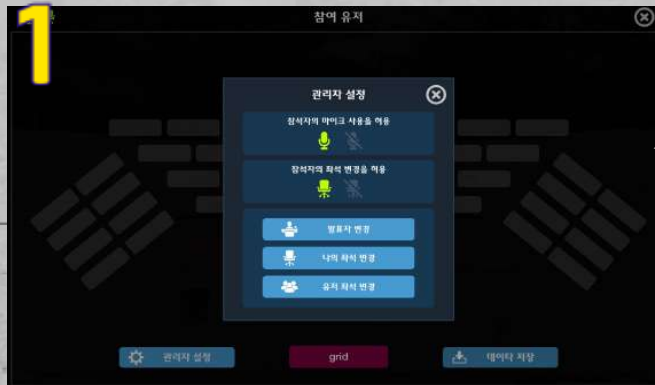 1
참여 유저
관리자 설정
참석자의 마이크 사용을 허용
참석자의 좌석 변경을 허용
발표자 변경
나의 좌석 변경
유저 좌석 변경
관리자 설정
grid
데이타 저장